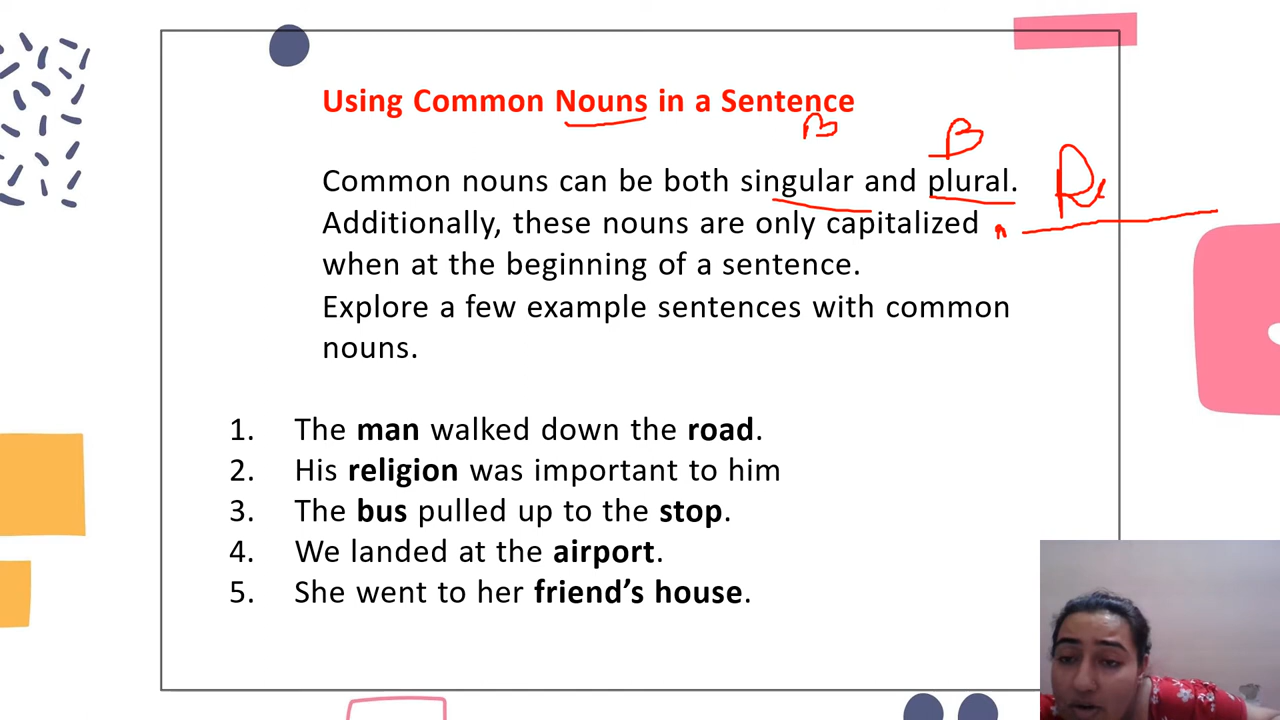 Using Common Nouns in a Sentence
B
B
Common nouns can be both singular and plural.
Additionally, these nouns are only capitalized
when at the beginning of a sentence.
Explore a few example sentences with common
nouns.
1. The man walked down the road.
2. His religion was important to him
3. The bus pulled up to the stop.
4. We landed at the airport.
5. She went to her friend’s house.